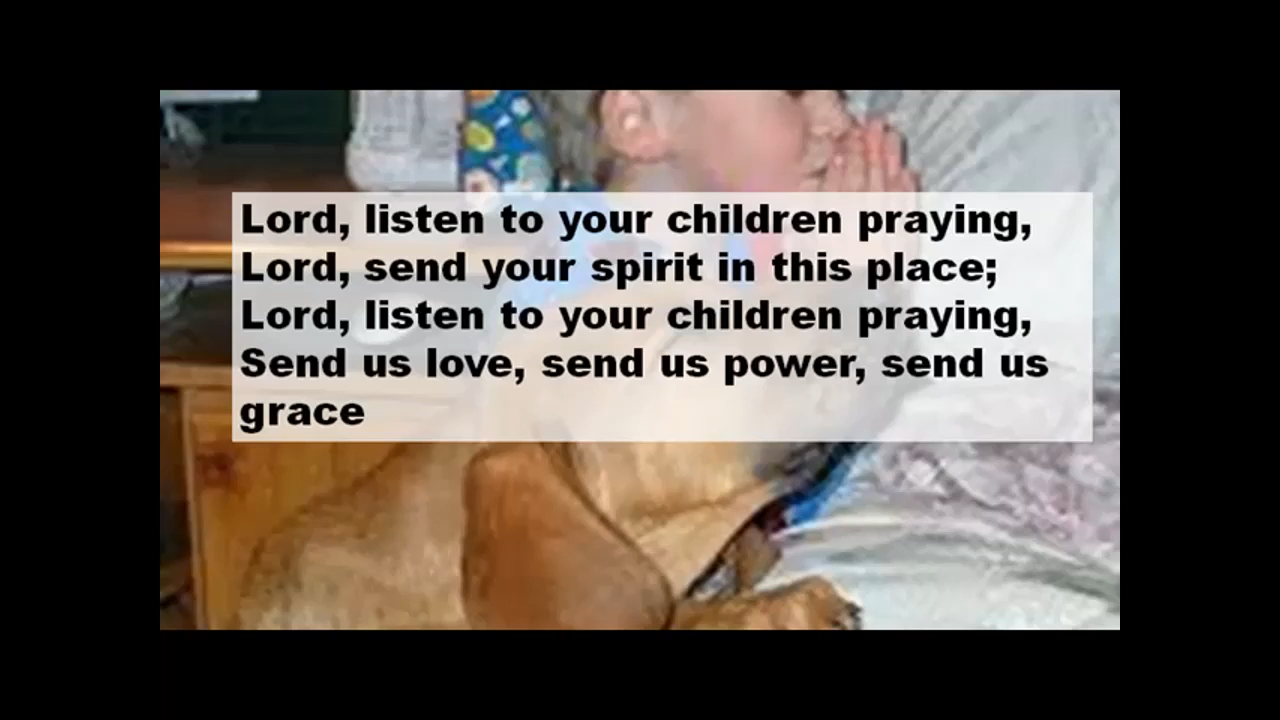 Lord, listen to your children praying,
Lord, send your spirit in this place;
Lord, listen to your children praying,
Send us love, send us power, send us
grace